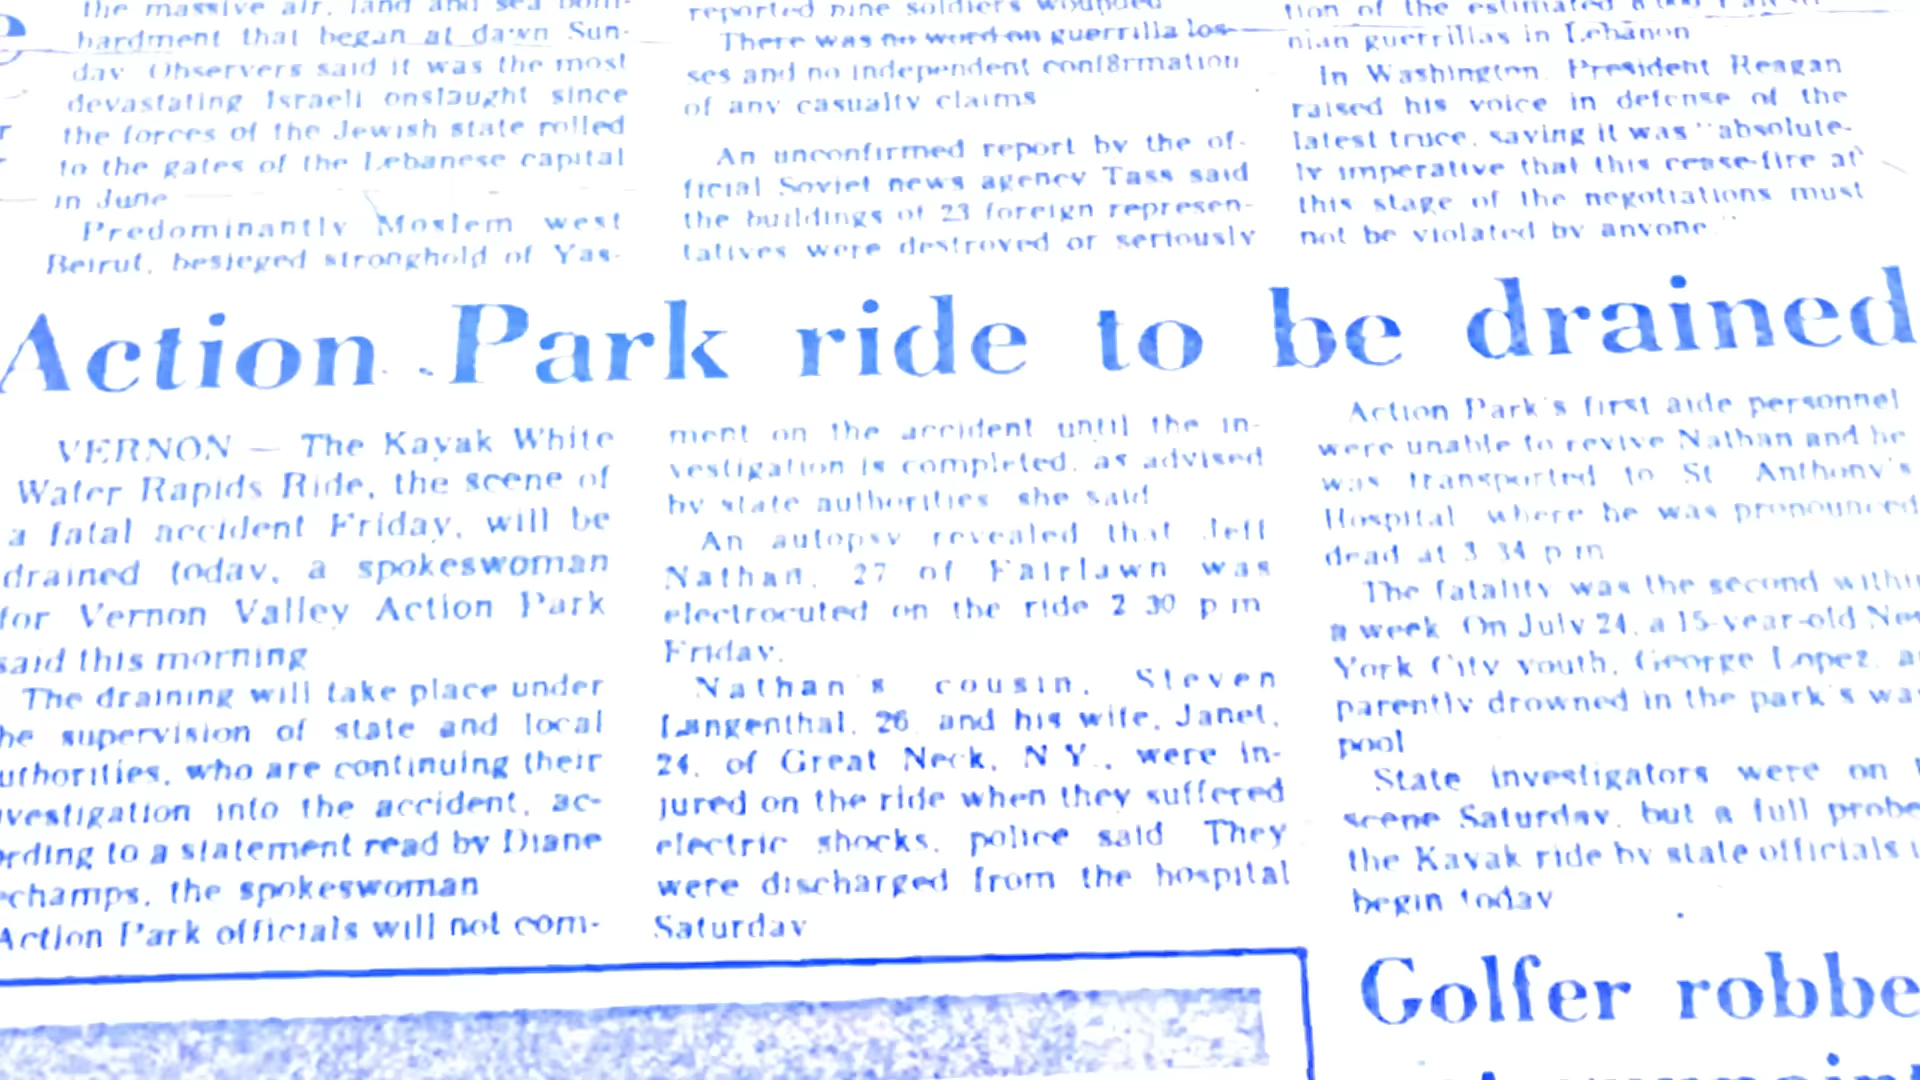 the massive air, land and sea bom-
bardment that began at dawn Sun-
day. Observers said it was the most
devastating Israeli onslaught since
the forces of the Jewish state rolled
to the gates of the Lebanese capital
in June
Predominantly Moslem west
Beirut, besieged stronghold of Yas-
reported nine soldiers wounded
There was no word on guerrilla los-
ses and no independent conf8rmation
of any casualty claims
An unconfirmed report by the of-
ficial Soviet news agency Tass said
the buildings of 23 foreign represen-
tatives were destroyed or seriously
tion of the estimated
nian guerrillas in Lebanon
In Washington, President Reagan
raised his voice in defense of the
latest truce, saying it was "absolute-
ly imperative that this cease-fire at
this stage of the negotiations must
not be violated by anyone."
Action Park ride to be drained
VERNON — The Kayak White
Water Rapids Ride, the scene of
a fatal accident Friday, will be
drained today, a spokeswoman
for Vernon Valley Action Park
said this morning
The draining will take place under
he supervision of state and local
uthorities, who are continuing their
nvestigation into the accident, ac-
ording to a statement read by Diane
echamps, the spokeswoman
Action Park officials will not com-
ment on the accident until the in-
vestigation is completed, as advised
by state authorities she said
An autopsy revealed that Jeff
Nathan, 27 of Fairlawn was
electrocuted on the ride 2 30 p m
Friday.
Nathan's cousin, Steven
Langenthal, 26 and his wife, Janet,
24, of Great Neck, N Y., were in-
jured on the ride when they suffered
electric shocks, police said They
were discharged from the hospital
Saturday
Action Park's first aide personnel
were unable to revive Nathan and he
was transported to St Anthony's
Hospital where he was pronounced
dead at 3 34 p m
The fatality was the second within
a week On July 24, a 15-year-old New
York City youth, George Lopez, ap
parently drowned in the park's wa
pool
State investigators were on
scene Saturday, but a full probe
the Kayak ride by state officials
begin today
Golfer robbe